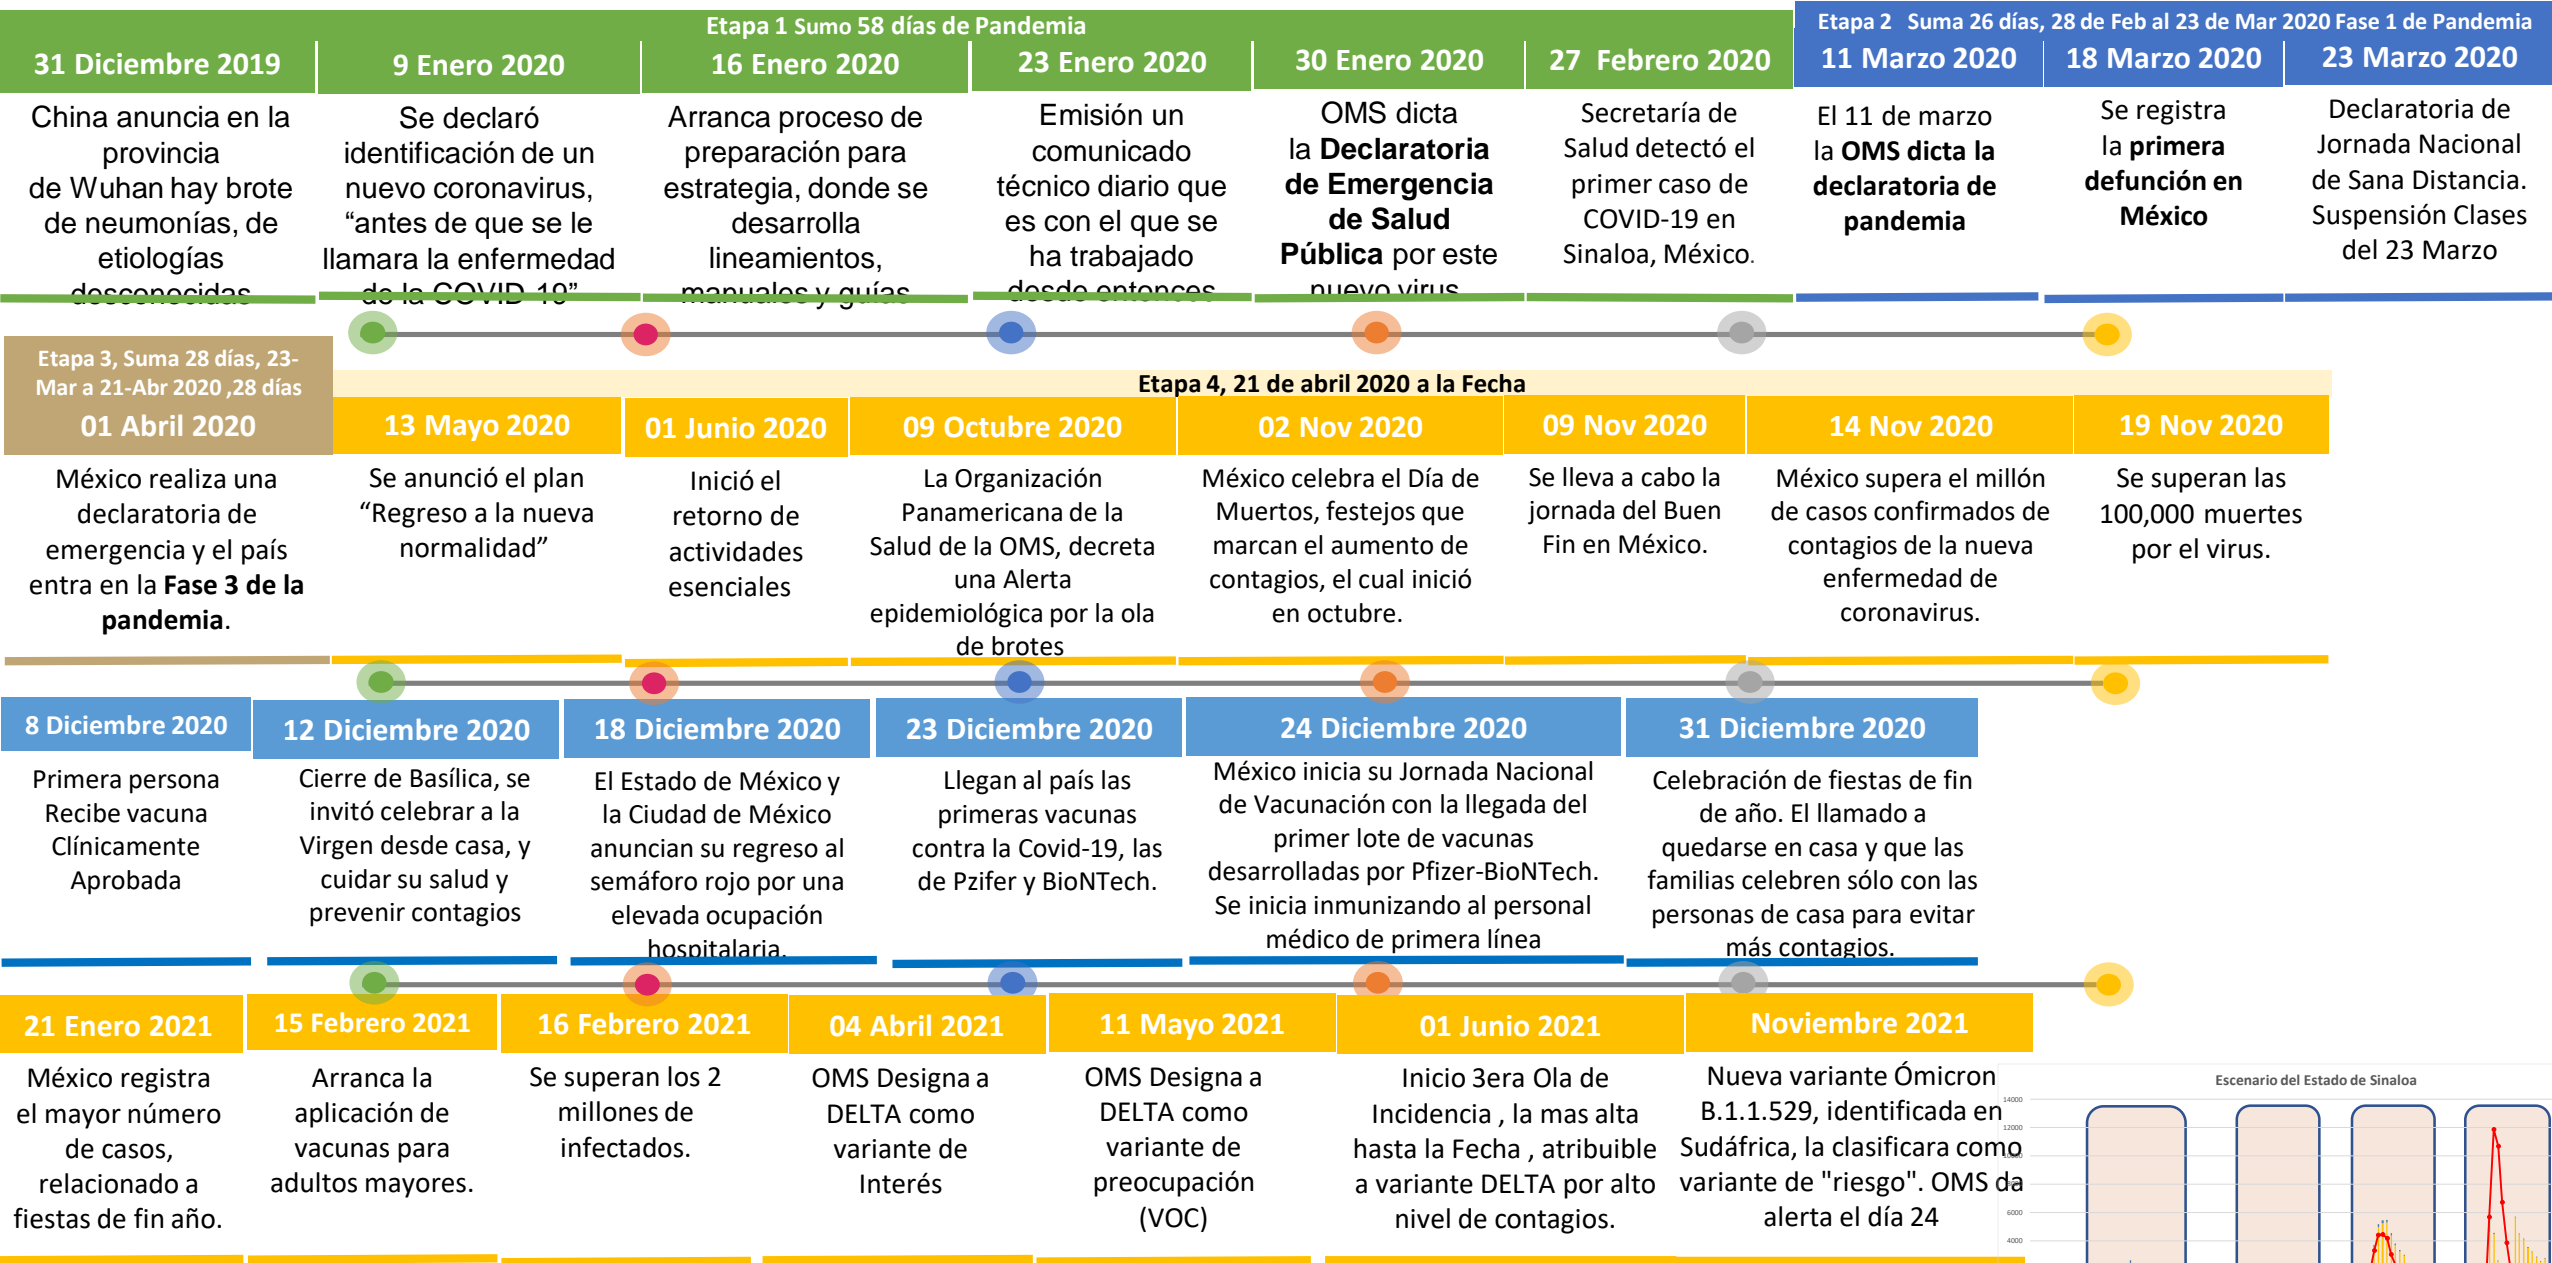 Etapa 1 Sumo 58 días de Pandemia
Etapa 2 Suma 26 días, 28 de Feb al 23 de Mar 2020 Fase 1 de Pandemia
31 Diciembre 2019
China anuncia en la
provincia
de Wuhan hay brote
de neumonías, de
etiologías
desconocidas
9 Enero 2020
Se declaró
identificación de un
nuevo coronavirus,
“antes de que se le
llamara la enfermedad
de la COVID-19”
16 Enero 2020
Arranca proceso de
preparación para
estrategia, donde se
desarrolla
lineamientos,
manuales y guías
23 Enero 2020
Emisión un
comunicado
técnico diario que
es con el que se
ha trabajado
desde entonces
30 Enero 2020
OMS dicta
la Declaratoria
de Emergencia
de Salud
Pública por este
nuevo virus
27 Febrero 2020
Secretaría de
Salud detectó el
primer caso de
COVID-19 en
Sinaloa, México.
11 Marzo 2020
El 11 de marzo
la OMS dicta la
declaratoria de
pandemia
18 Marzo 2020
Se registra
la primera
defunción en
México
23 Marzo 2020
Declaratoria de
Jornada Nacional
de Sana Distancia.
Suspensión Clases
del 23 Marzo
Etapa 3, Suma 28 días, 23-
Mar a 21-Abr 2020 ,28 días
01 Abril 2020
México realiza una
declaratoria de
emergencia y el país
entra en la Fase 3 de la
pandemia.
Etapa 4, 21 de abril 2020 a la Fecha
13 Mayo 2020
Se anunció el plan
“Regreso a la nueva
normalidad”
01 Junio 2020
Inició el
retorno de
actividades
esenciales
09 Octubre 2020
La Organización
Panamericana de la
Salud de la OMS, decreta
una Alerta
epidemiológica por la ola
de brotes
02 Nov 2020
México celebra el Día de
Muertos, festejos que
marcan el aumento de
contagios, el cual inició
en octubre.
09 Nov 2020
Se lleva a cabo la
jornada del Buen
Fin en México.
14 Nov 2020
México supera el millón
de casos confirmados de
contagios de la nueva
enfermedad de
coronavirus.
19 Nov 2020
Se superan las
100,000 muertes
por el virus.
8 Diciembre 2020
Primera persona
Recibe vacuna
Clínicamente
Aprobada
12 Diciembre 2020
Cierre de Basílica, se
invitó celebrar a la
Virgen desde casa, y
cuidar su salud y
prevenir contagios
18 Diciembre 2020
El Estado de México y
la Ciudad de México
anuncian su regreso al
semáforo rojo por una
elevada ocupación
hospitalaria.
23 Diciembre 2020
Llegan al país las
primeras vacunas
contra la Covid-19, las
de Pzifer y BioNTech.
24 Diciembre 2020
México inicia su Jornada Nacional
de Vacunación con la llegada del
primer lote de vacunas
desarrolladas por Pfizer-BioNTech.
Se inicia inmunizando al personal
médico de primera línea
31 Diciembre 2020
Celebración de fiestas de fin
de año. El llamado a
quedarse en casa y que las
familias celebren sólo con las
personas de casa para evitar
más contagios.
21 Enero 2021
México registra
el mayor número
de casos,
relacionado a
fiestas de fin año.
15 Febrero 2021
Arranca la
aplicación de
vacunas para
adultos mayores.
16 Febrero 2021
Se superan los 2
millones de
infectados.
04 Abril 2021
OMS Designa a
DELTA como
variante de
Interés
11 Mayo 2021
OMS Designa a
DELTA como
variante de
preocupación
(VOC)
01 Junio 2021
Inicio 3era Ola de
Incidencia , la mas alta
hasta la Fecha , atribuible
a variante DELTA por alto
nivel de contagios.
Noviembre 2021
Nueva variante Ómicron
B.1.1.529, identificada en
Sudáfrica, la clasificara como
variante de "riesgo". OMS da
alerta el día 24
Escenario del Estado de Sinaloa
14000
12000
10000
6000
4000